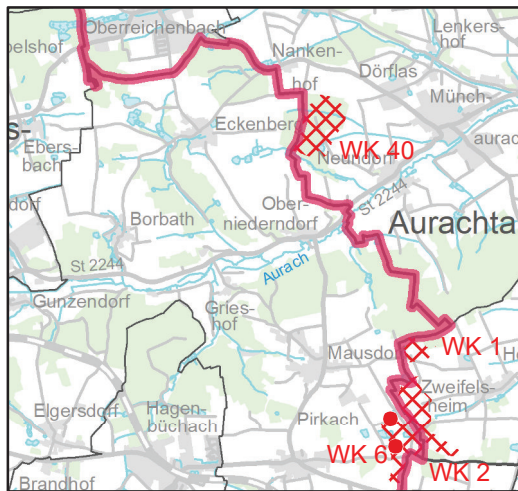 Oberreichenbach
Lenkers-
hof
Nanken-
hof
Dörflas
Münch-
Eckenberg
aurac
s-
Ebers-
bach
WK 40
Neundorf
dorf
Borbath
Ober-
niederndorf
St 2244
Aurachta
St 2244
Aurach
Gunzendorf
Gries-
hof
WK 1
Mausdorf
Zweifels-
heim
Elgersdorf
Hagen-
büchach
Pirkach
WK 6
WK 2
Brandhof